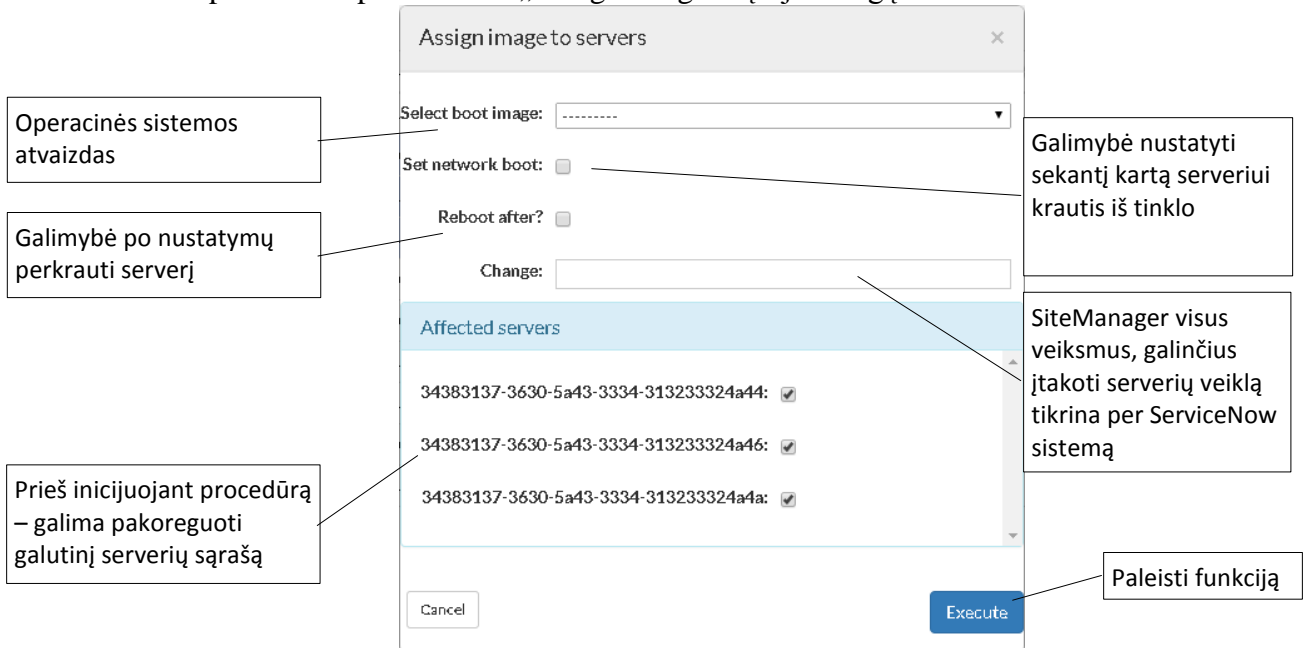 Assign image to servers ×
Operacinės sistemos
atvaizdas
Select boot image: ---------
Set network boot:
Galimybė nustatyti
sekantį kartą serveriui
krautis iš tinklo
Galimybė po nustatymų
perkrauti serverį
Reboot after?
Change:
Affected servers
SiteManager visus
veiksmus, galinčius
įtakoti serverių veiklą
tikrina per ServiceNow
sistemą
34383137-3630-5a43-3334-313233324a44:
34383137-3630-5a43-3334-313233324a46:
34383137-3630-5a43-3334-313233324a4a:
Prieš inicijuojant procedūrą
– galima pakoreguoti
galutinį serverių sąrašą
Paleisti funkciją
Cancel
Execute